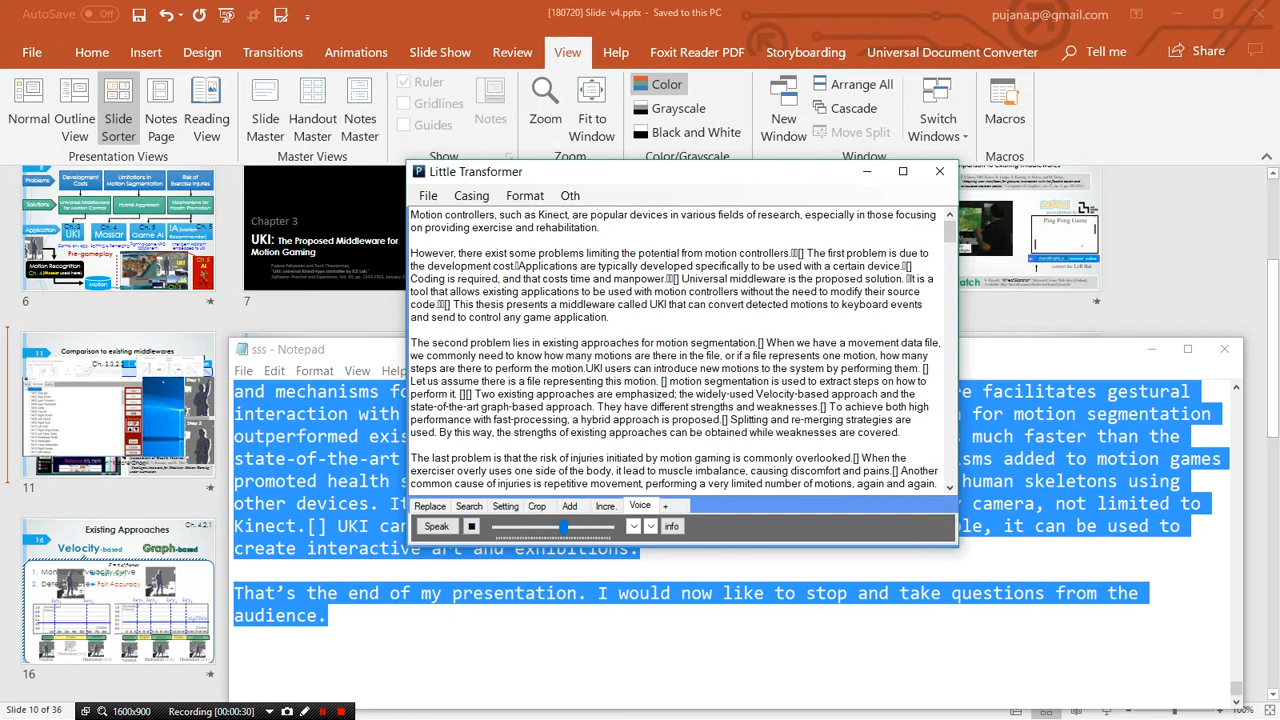 AutoSave Off
[180720] Slide v4.pptx - Saved to this PC
pujana.p@gmail.com
File Home Insert Design Transitions Animations Slide Show Review View Help Foxit Reader PDF Storyboarding Universal Document Converter Tell me Share
Normal
Outline View
Slide Sorter
Notes Page
Reading View
Presentation Views
Slide Master
Handout Master
Notes Master
Master Views
Ruler
Gridlines
Guides
Show
Notes
Zoom
Fit to Window
Zoom
Color
Grayscale
Black and White
Color/Grayscale
New Window
Arrange All
Cascade
Move Split
Switch Windows
Window
Macros
Macros
Problems
Development Costs
Limitations in Motion Segmentation
Risk of Exercise Injuries
Solutions
Universal Middleware for Motion Gaming
Hybrid Approach
Mechanisms for Health Promotion
Application
UKI
Mossar
Game AI
Pre-gameplay
Motion Recognition
Motion
6
Chapter 3
UKI: The Proposed Middleware for Motion Gaming
7
Ping Pong Game
11
Comparison to existing middlewares
11
Existing Approaches
Ch. 4.2.1
16
Velocity-based
Graph-based
Fair Accuracy
16
Little Transformer
File Casing Format Oth
Motion controllers, such as Kinect, are popular devices in various fields of research, especially in those focusing
on providing exercise and rehabilitation.
However, there exist some problems limiting the potential from motion games.[] The first problem is due to
the development cost. Applications are normally developed specifically to be used with a certain device.[]
Coding is required, and that costs time and manpower.[] Universal middleware is the proposed solution. It is a
tool that allows existing applications to be used with motion controllers without the need to modify their source
code.[] This thesis presents a middleware called UKI that can convert detected motions to keyboard events
and send to control any game application.
The second problem lies in existing approaches for motion segmentation.[] When we have a movement data file,
we commonly need to know how many motions are there in the file, or if a file represents a motion, how many
steps are there to perform the motion.UKI users can introduce new motions to the system by performing them. []
Let us assume there is a file representing this motion. [] motion segmentation is used to extract steps on how to
perform it. [][] Two existing approaches are emphasized; the widely-used Velocity-based approach and the
state-of-the-art graph-based approach. They have different strengths and weaknesses.[] To achieve both high
performance and fast-processing, a hybrid approach is proposed.[] Splitting and re-merging strategies are
used. By this way, the strengths of existing approaches can be obtained while weaknesses are covered.
The last problem is that the risk of injuries initiated by motion gaming is commonly overlooked[] When the
exerciser overly uses one side of the body, it lead to muscle imbalance, causing discomfort and pains.[] Another
common cause of injuries is repetitive movement, performing a very limited number of motions, again and again.
Replace Search Setting Crop Add Incre. Voice +
Speak
info
sss - Notepad
File Edit Format View Help
and mechanisms fo
e facilitates gestural
interaction with
m for motion segmentation
outperformed exis
s much faster than the
state-of-the-art
isms added to motion games
promoted health s
human skeletons using
other devices. It
camera, not limited to
Kinect.[] UKI can
le, it can be used to
create interactive art and exhibitions.
That's the end of my presentation. I would now like to stop and take questions from the
audience.
Slide 10 of 36
1600x900
Recording [00:00:30]
100%